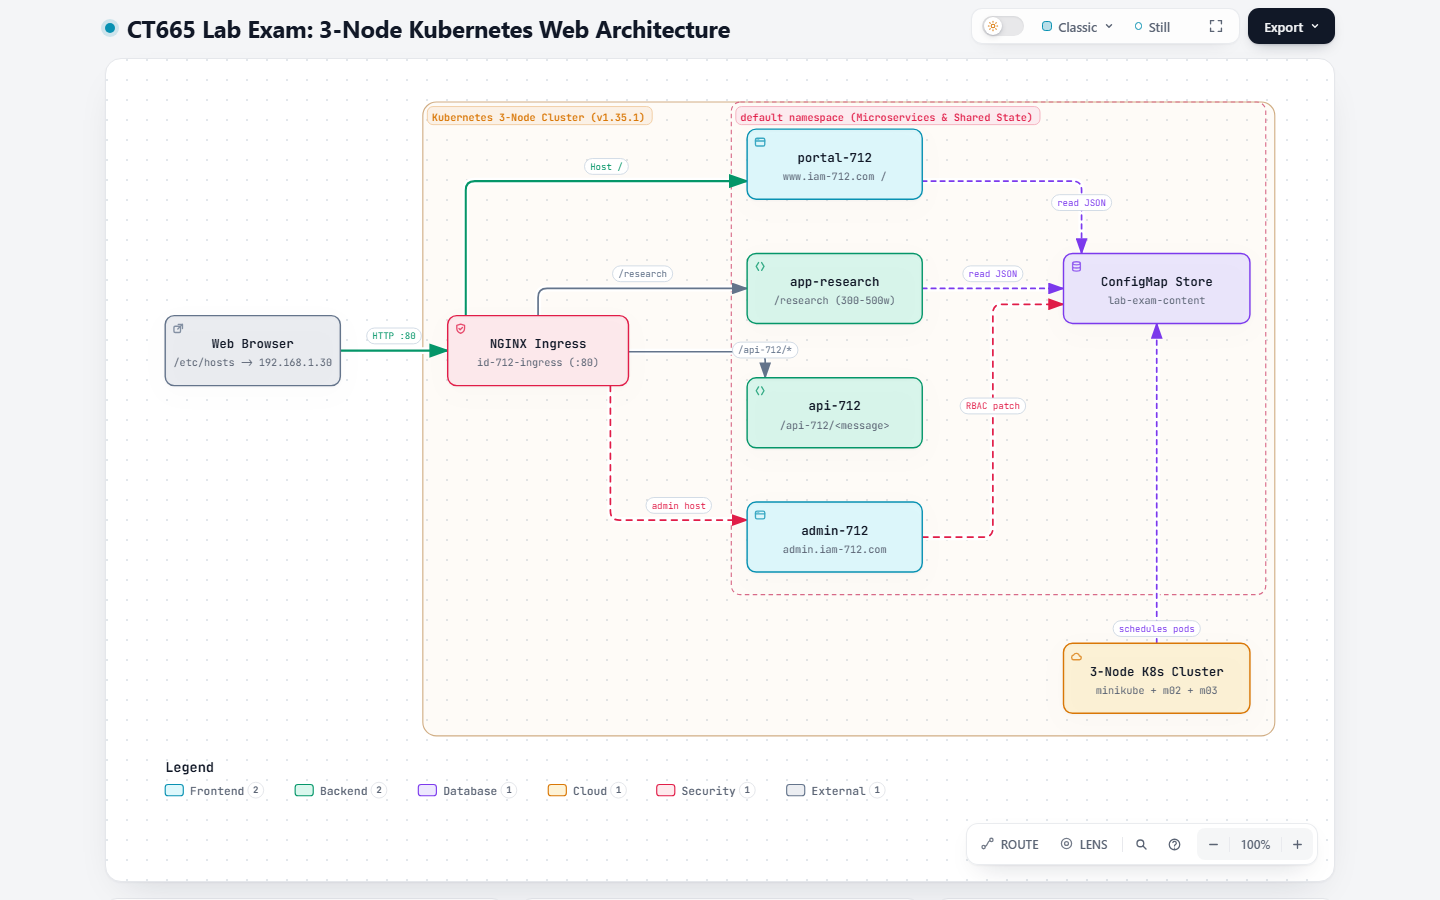 CT665 Lab Exam: 3-Node Kubernetes Web Architecture
Classic
Still
Export
Kubernetes 3-Node Cluster (v1.35.1)
default namespace (Microservices & Shared State)
portal-712
www.iam-712.com /
Host /
read JSON
/research
app-research
/research (300-500w)
read JSON
ConfigMap Store
lab-exam-content
Web Browser
/etc/hosts → 192.168.1.30
HTTP :80
NGINX Ingress
id-712-ingress (:80)
/api-712/*
api-712
/api-712/<message>
RBAC patch
admin host
admin-712
admin.iam-712.com
schedules pods
3-Node K8s Cluster
minikube + m02 + m03
Legend
Frontend 2
Backend 2
Database 1
Cloud 1
Security 1
External 1
ROUTE
LENS
− 100% +